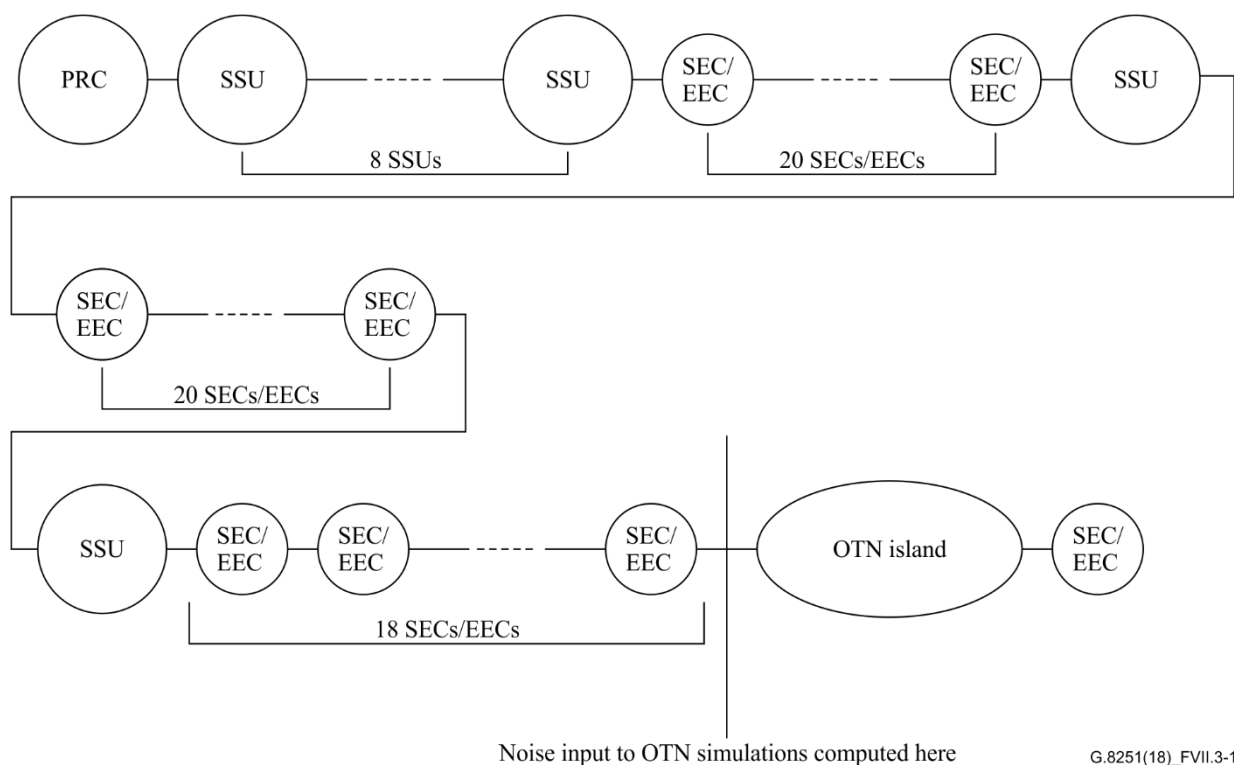 PRC
SSU
SSU
SEC/
EEC
SEC/
EEC
SSU
8 SSUs
20 SECs/EECs
SEC/
EEC
SEC/
EEC
20 SECs/EECs
SSU
SEC/
EEC
SEC/
EEC
SEC/
EEC
OTN island
SEC/
EEC
18 SECs/EECs
Noise input to OTN simulations computed here
G.8251(18)_FVII.3-1